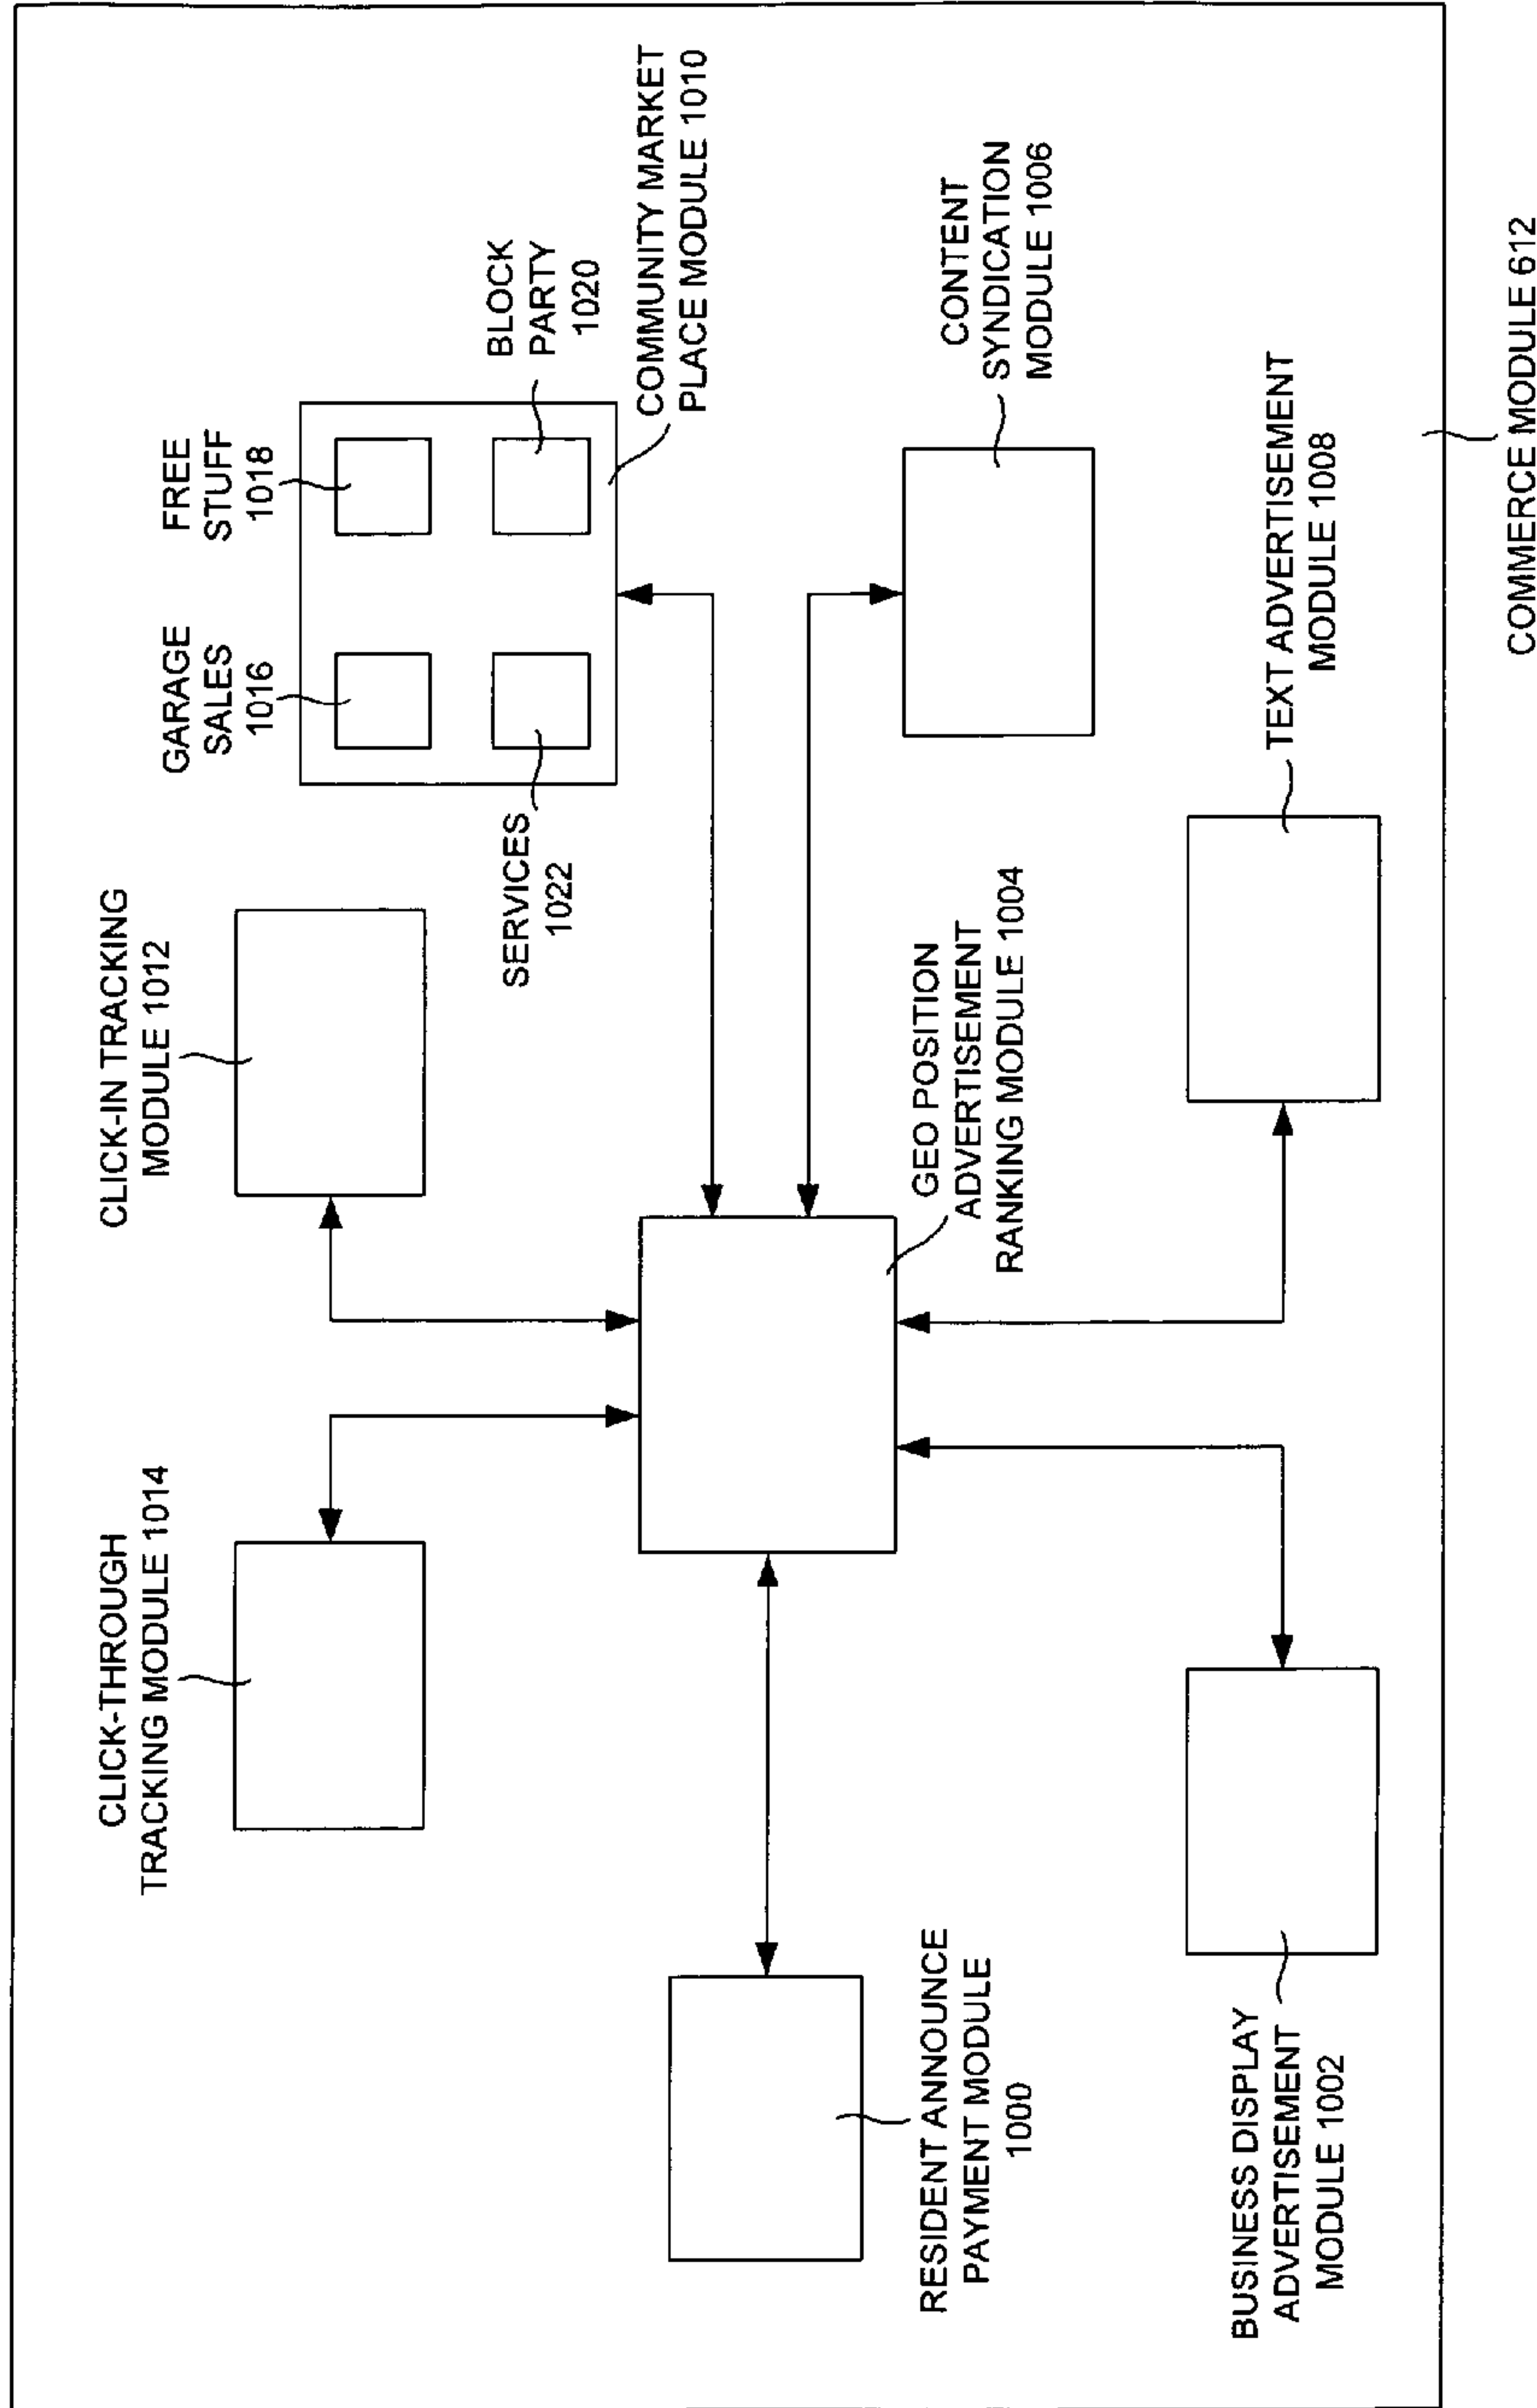 CLICK-THROUGH
TRACKING MODULE 1014
CLICK-IN TRACKING
MODULE 1012
GARAGE
SALES
1016
FREE
STUFF
1018
SERVICES
1022
BLOCK
PARTY
1020
COMMUNITY MARKET
PLACE MODULE 1010
RESIDENT ANNOUNCE
PAYMENT MODULE
1000
GEO POSITION
ADVERTISEMENT
RANKING MODULE 1004
CONTENT
SYNDICATION
MODULE 1006
BUSINESS DISPLAY
ADVERTISEMENT
MODULE 1002
TEXT ADVERTISEMENT
MODULE 1008
COMMERCE MODULE 612